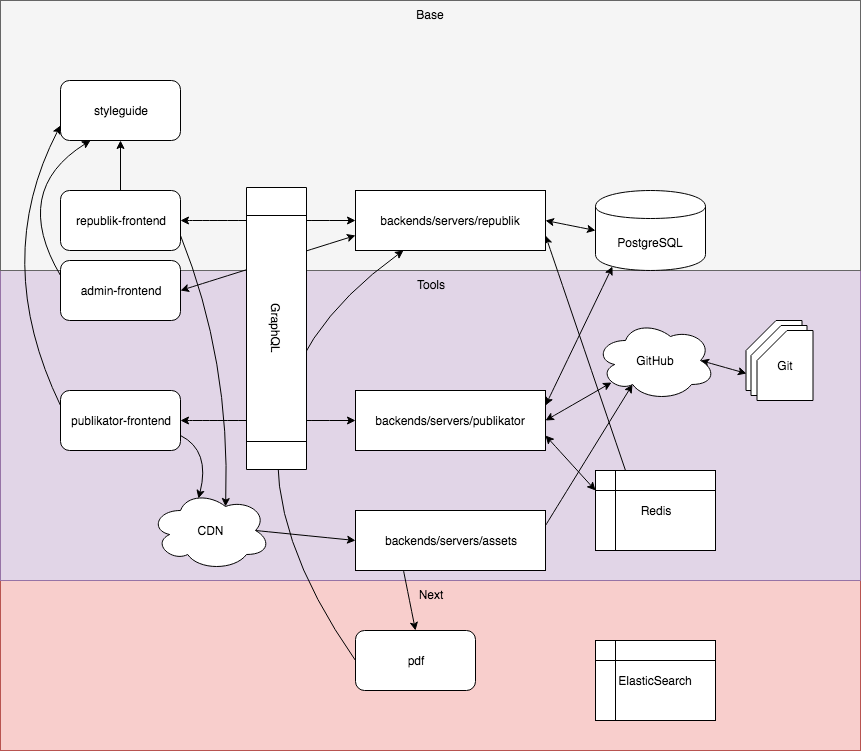 Base
styleguide
republik-frontend
backends/servers/republik
PostgreSQL
admin-frontend
Tools
GraphQL
GitHub
Git
publikator-frontend
backends/servers/publikator
Redis
CDN
backends/servers/assets
Next
pdf
ElasticSearch